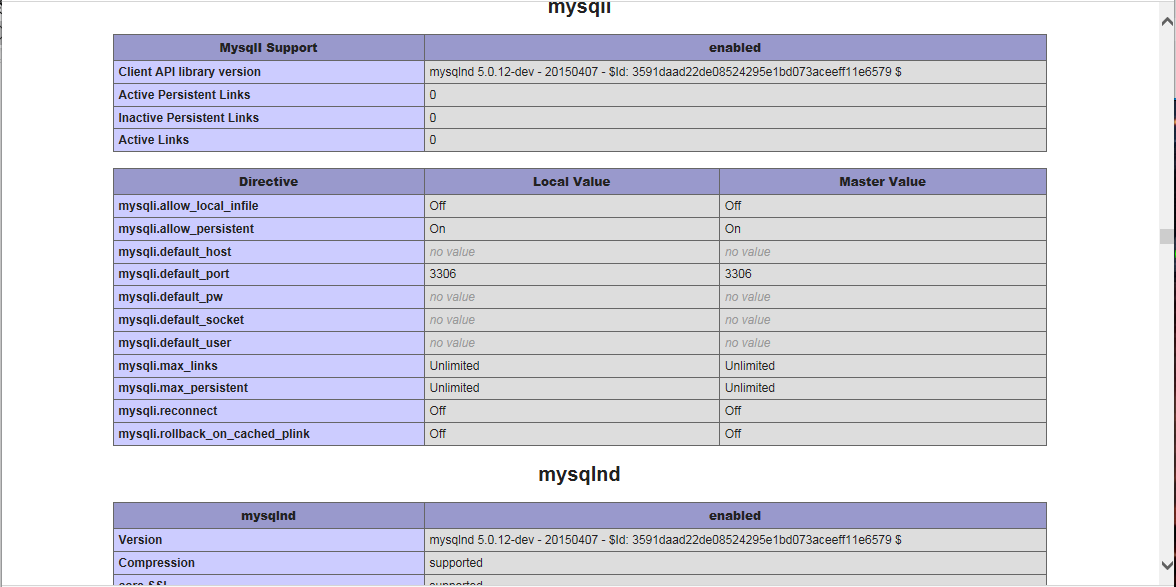 mysqli
MysqlI Support enabled
Client API library version mysqlnd 5.0.12-dev - 20150407 - $Id: 3591daad22de08524295e1bd073aceeff11e6579 $
Active Persistent Links 0
Inactive Persistent Links 0
Active Links 0
Directive Local Value Master Value
mysqli.allow_local_infile Off Off
mysqli.allow_persistent On On
mysqli.default_host no value no value
mysqli.default_port 3306 3306
mysqli.default_pw no value no value
mysqli.default_socket no value no value
mysqli.default_user no value no value
mysqli.max_links Unlimited Unlimited
mysqli.max_persistent Unlimited Unlimited
mysqli.reconnect Off Off
mysqli.rollback_on_cached_plink Off Off
mysqlnd
mysqlnd enabled
Version mysqlnd 5.0.12-dev - 20150407 - $Id: 3591daad22de08524295e1bd073aceeff11e6579 $
Compression supported
core SSL supported